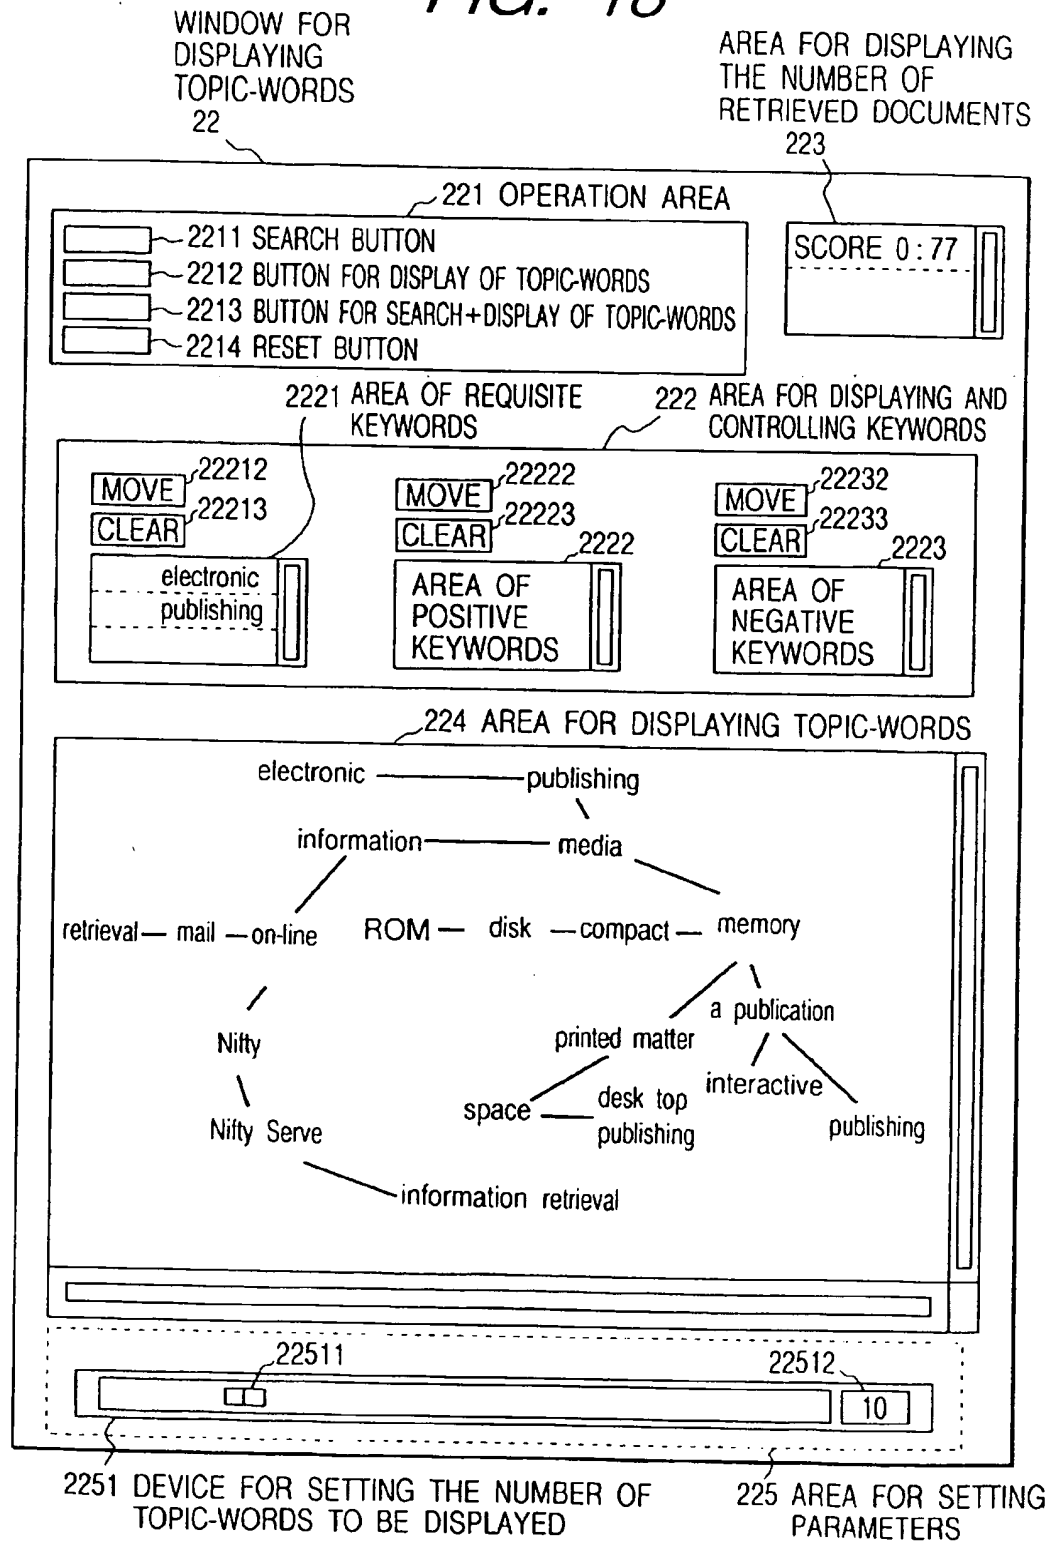 FIG. 18
WINDOW FOR
DISPLAYING
TOPIC-WORDS
22
AREA FOR DISPLAYING
THE NUMBER OF
RETRIEVED DOCUMENTS
223
221 OPERATION AREA
2211 SEARCH BUTTON
2212 BUTTON FOR DISPLAY OF TOPIC-WORDS
2213 BUTTON FOR SEARCH+DISPLAY OF TOPIC-WORDS
2214 RESET BUTTON
SCORE 0:77
2221 AREA OF REQUISITE
KEYWORDS
222 AREA FOR DISPLAYING AND
CONTROLLING KEYWORDS
MOVE 22212
CLEAR 22213
electronic
publishing
MOVE 22222
CLEAR 22223
2222
AREA OF
POSITIVE
KEYWORDS
MOVE 22232
CLEAR 22233
2223
AREA OF
NEGATIVE
KEYWORDS
224 AREA FOR DISPLAYING TOPIC-WORDS
electronic publishing
information media
retrieval mail on-line ROM disk compact memory
a publication
Nifty printed matter
interactive
space desk top
publishing
Nifty Serve publishing
information retrieval
22511 22512
10
2251 DEVICE FOR SETTING THE NUMBER OF
TOPIC-WORDS TO BE DISPLAYED
225 AREA FOR SETTING
PARAMETERS